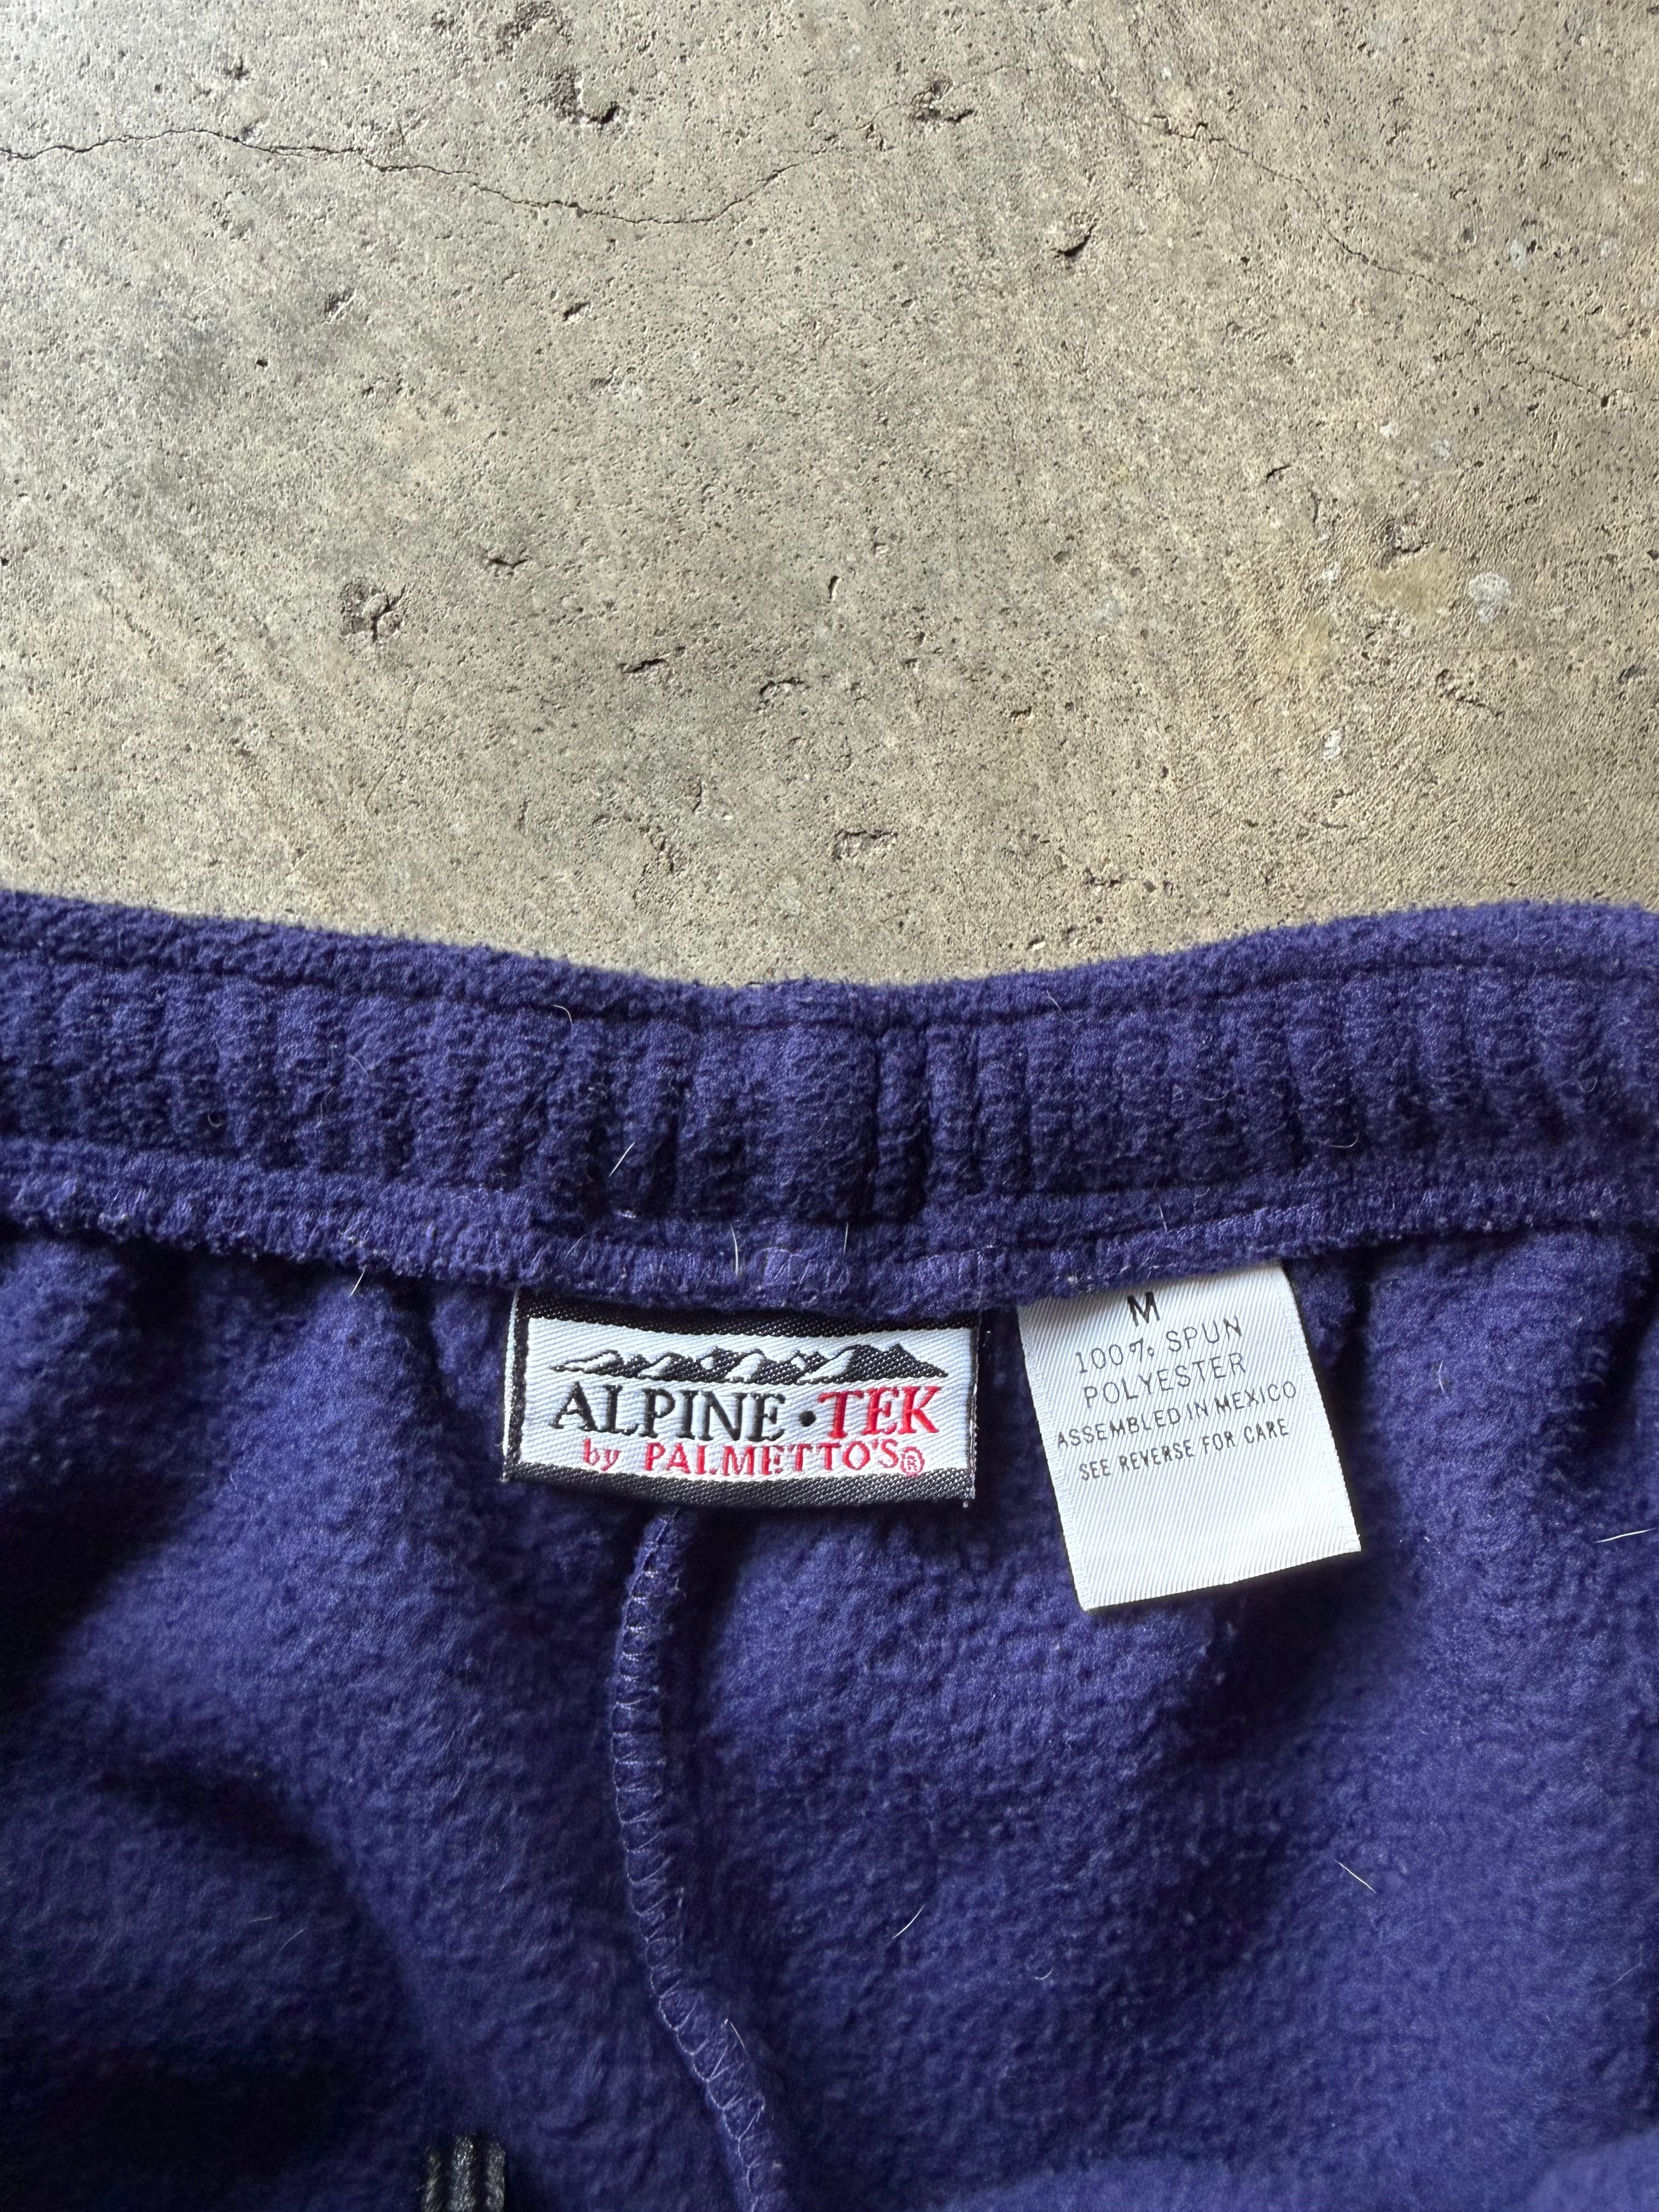 ALPINE•TEK
by PALMETTO'S®
M
100% SPUN
POLYESTER
ASSEMBLED IN MEXICO
SEE REVERSE FOR CARE